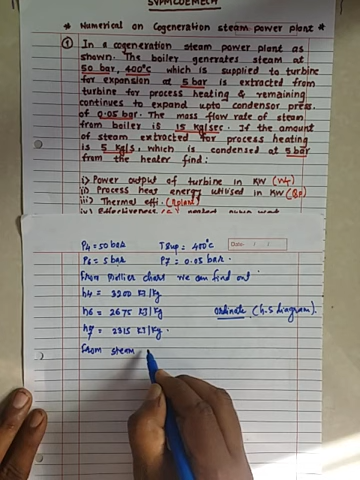 SVPMCOEMECH
* Numerical on Cogeneration steam power plant *
① In a cogeneration steam power plant as
shown. The boiler generates steam at
50 bar, 400°c which is supplied to turbine
for expansion at 5 bar is extracted from
turbine for process heating & remaining
continues to expand upto condensor press.
of 0.05 bar. The mass flow rate of steam
from boiler is 15 kg/sec. If the amount
of steam extracted for process heating
is 5 kg/s. which is condensed at 5 bar
from the heater find:
i) Power output of turbine in KW (WT)
ii) Process heat energy utilised in KW (Qp)
iii) Thermal effi. (ηplant)
P4 = 50 bar Tsup = 400°c
Date- / /
P6 = 5 bar P7 = 0.05 bar.
From Mollier chart we can find out
h4 = 3200 KJ/kg
h6 = 2675 KJ/kg ordinate (h-s diagram).
h7 = 2315 KJ/kg.
From steam